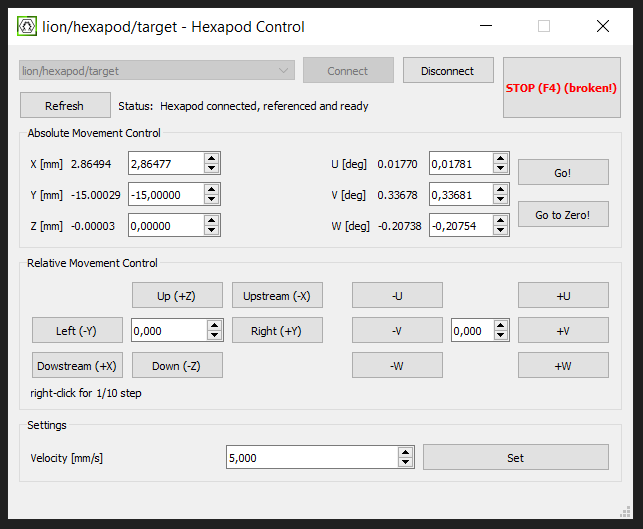 lion/hexapod/target - Hexapod Control
lion/hexapod/target Connect Disconnect STOP (F4) (broken!)
Refresh Status: Hexapod connected, referenced and ready
Absolute Movement Control
X [mm] 2.86494 2,86477 U [deg] 0.01770 0,01781 Go!
Y [mm] -15.00029 -15,00000 V [deg] 0.33678 0,33681
Z [mm] -0.00003 0,00000 W [deg] -0.20738 -0,20754 Go to Zero!
Relative Movement Control
Up (+Z) Upstream (-X) -U +U
Left (-Y) 0,000 Right (+Y) -V 0,000 +V
Dowstream (+X) Down (-Z) -W +W
right-click for 1/10 step
Settings
Velocity [mm/s] 5,000 Set